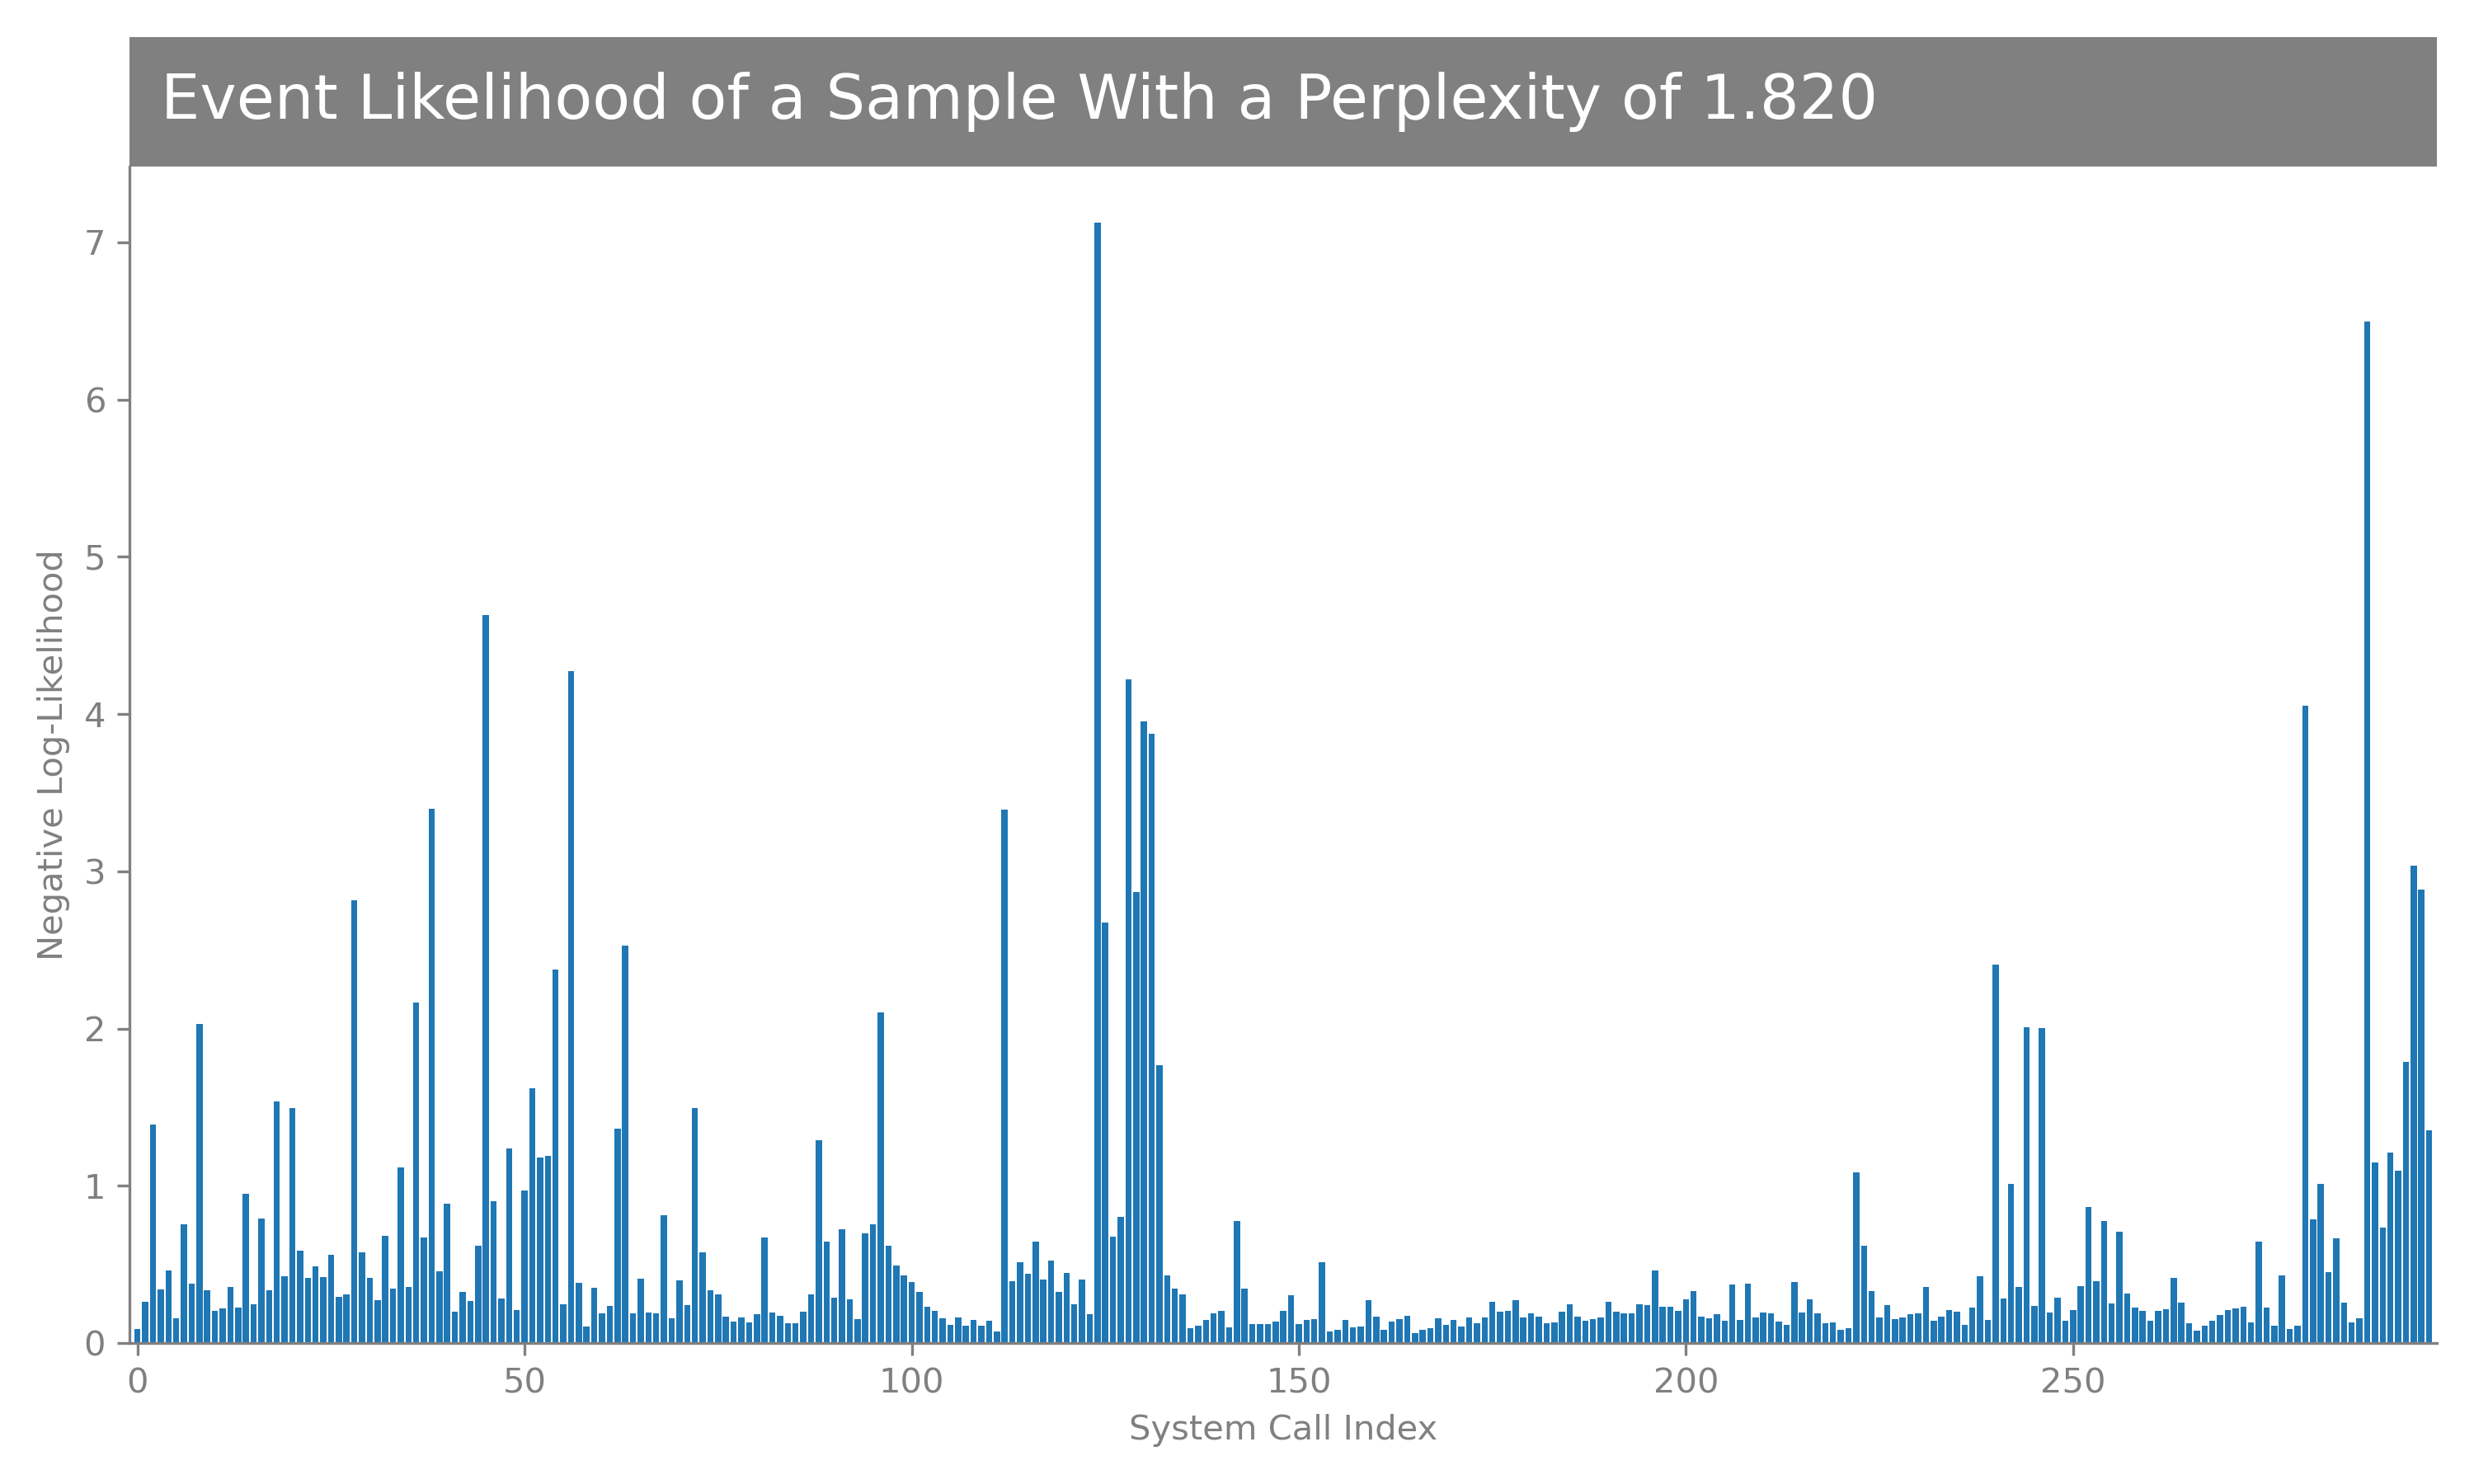 Event Likelihood of a Sample With a Perplexity of 1.820
7
6
5
4
3
2
1
0
Negative Log-Likelihood
0 50 100 150 200 250
System Call Index